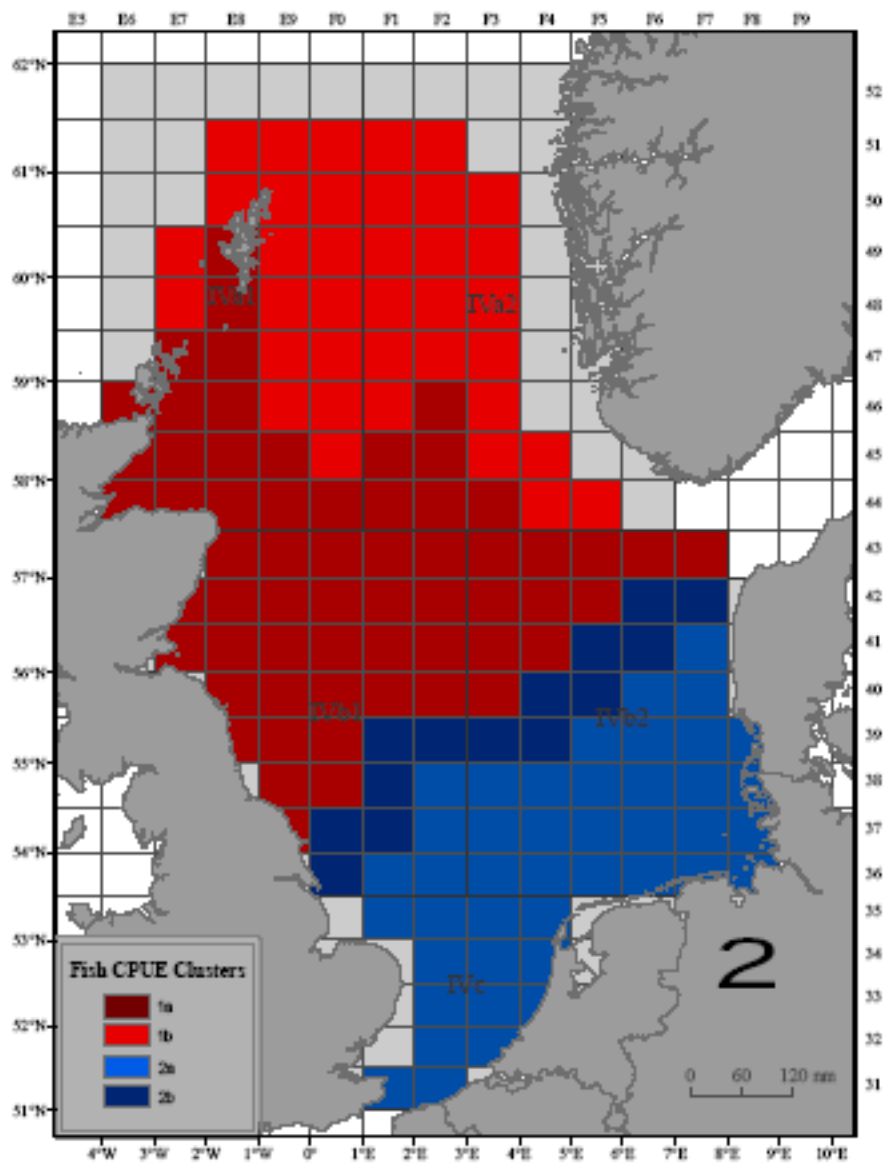 E5 E6 E7 E8 E9 F0 F1 F2 F3 F4 F5 F6 F7 F8 F9
62°N
52
51
61°N
50
49
60°N
IVa1 IVa2
48
47
59°N
46
45
58°N
44
43
57°N
42
41
56°N
40
IVb1 IVb2
39
55°N
38
37
54°N
36
35
53°N
34
2
Fish CPUE Clusters
1a
1b
2a
2b
IVc
33
52°N
32
0 60 120 nm
31
51°N
4°W 3°W 2°W 1°W 0° 1°E 2°E 3°E 4°E 5°E 6°E 7°E 8°E 9°E 10°E